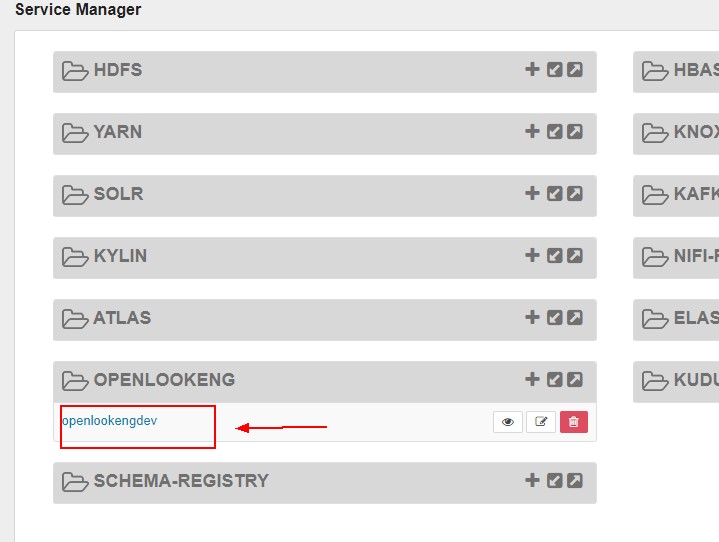 Service Manager
HDFS
HBAS
YARN
KNOX
SOLR
KAFK
KYLIN
NIFI-R
ATLAS
ELAS
OPENLOOKENG
KUDU
openlookengdev
SCHEMA-REGISTRY